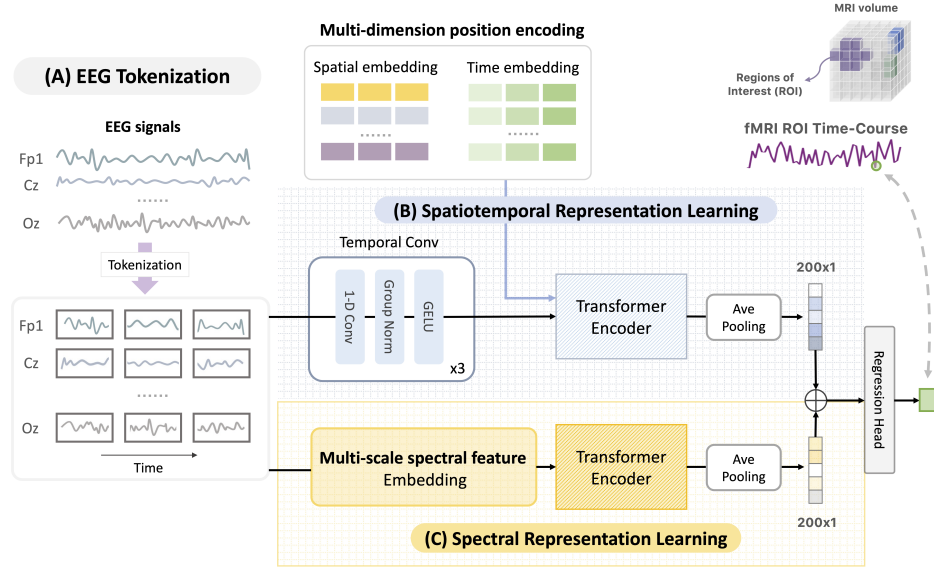 MRI volume
Multi-dimension position encoding
(A) EEG Tokenization
Spatial embedding
Time embedding
......
......
Regions of
Interest (ROI)
fMRI ROI Time-Course
EEG signals
Fp1
Cz
......
Oz
Tokenization
(B) Spatiotemporal Representation Learning
Temporal Conv
1-D Conv
Group Norm
GELU
x3
Transformer
Encoder
Ave
Pooling
200x1
Fp1
Cz
......
Oz
Time
Multi-scale spectral feature
Embedding
Transformer
Encoder
Ave
Pooling
200x1
Regression Head
(C) Spectral Representation Learning